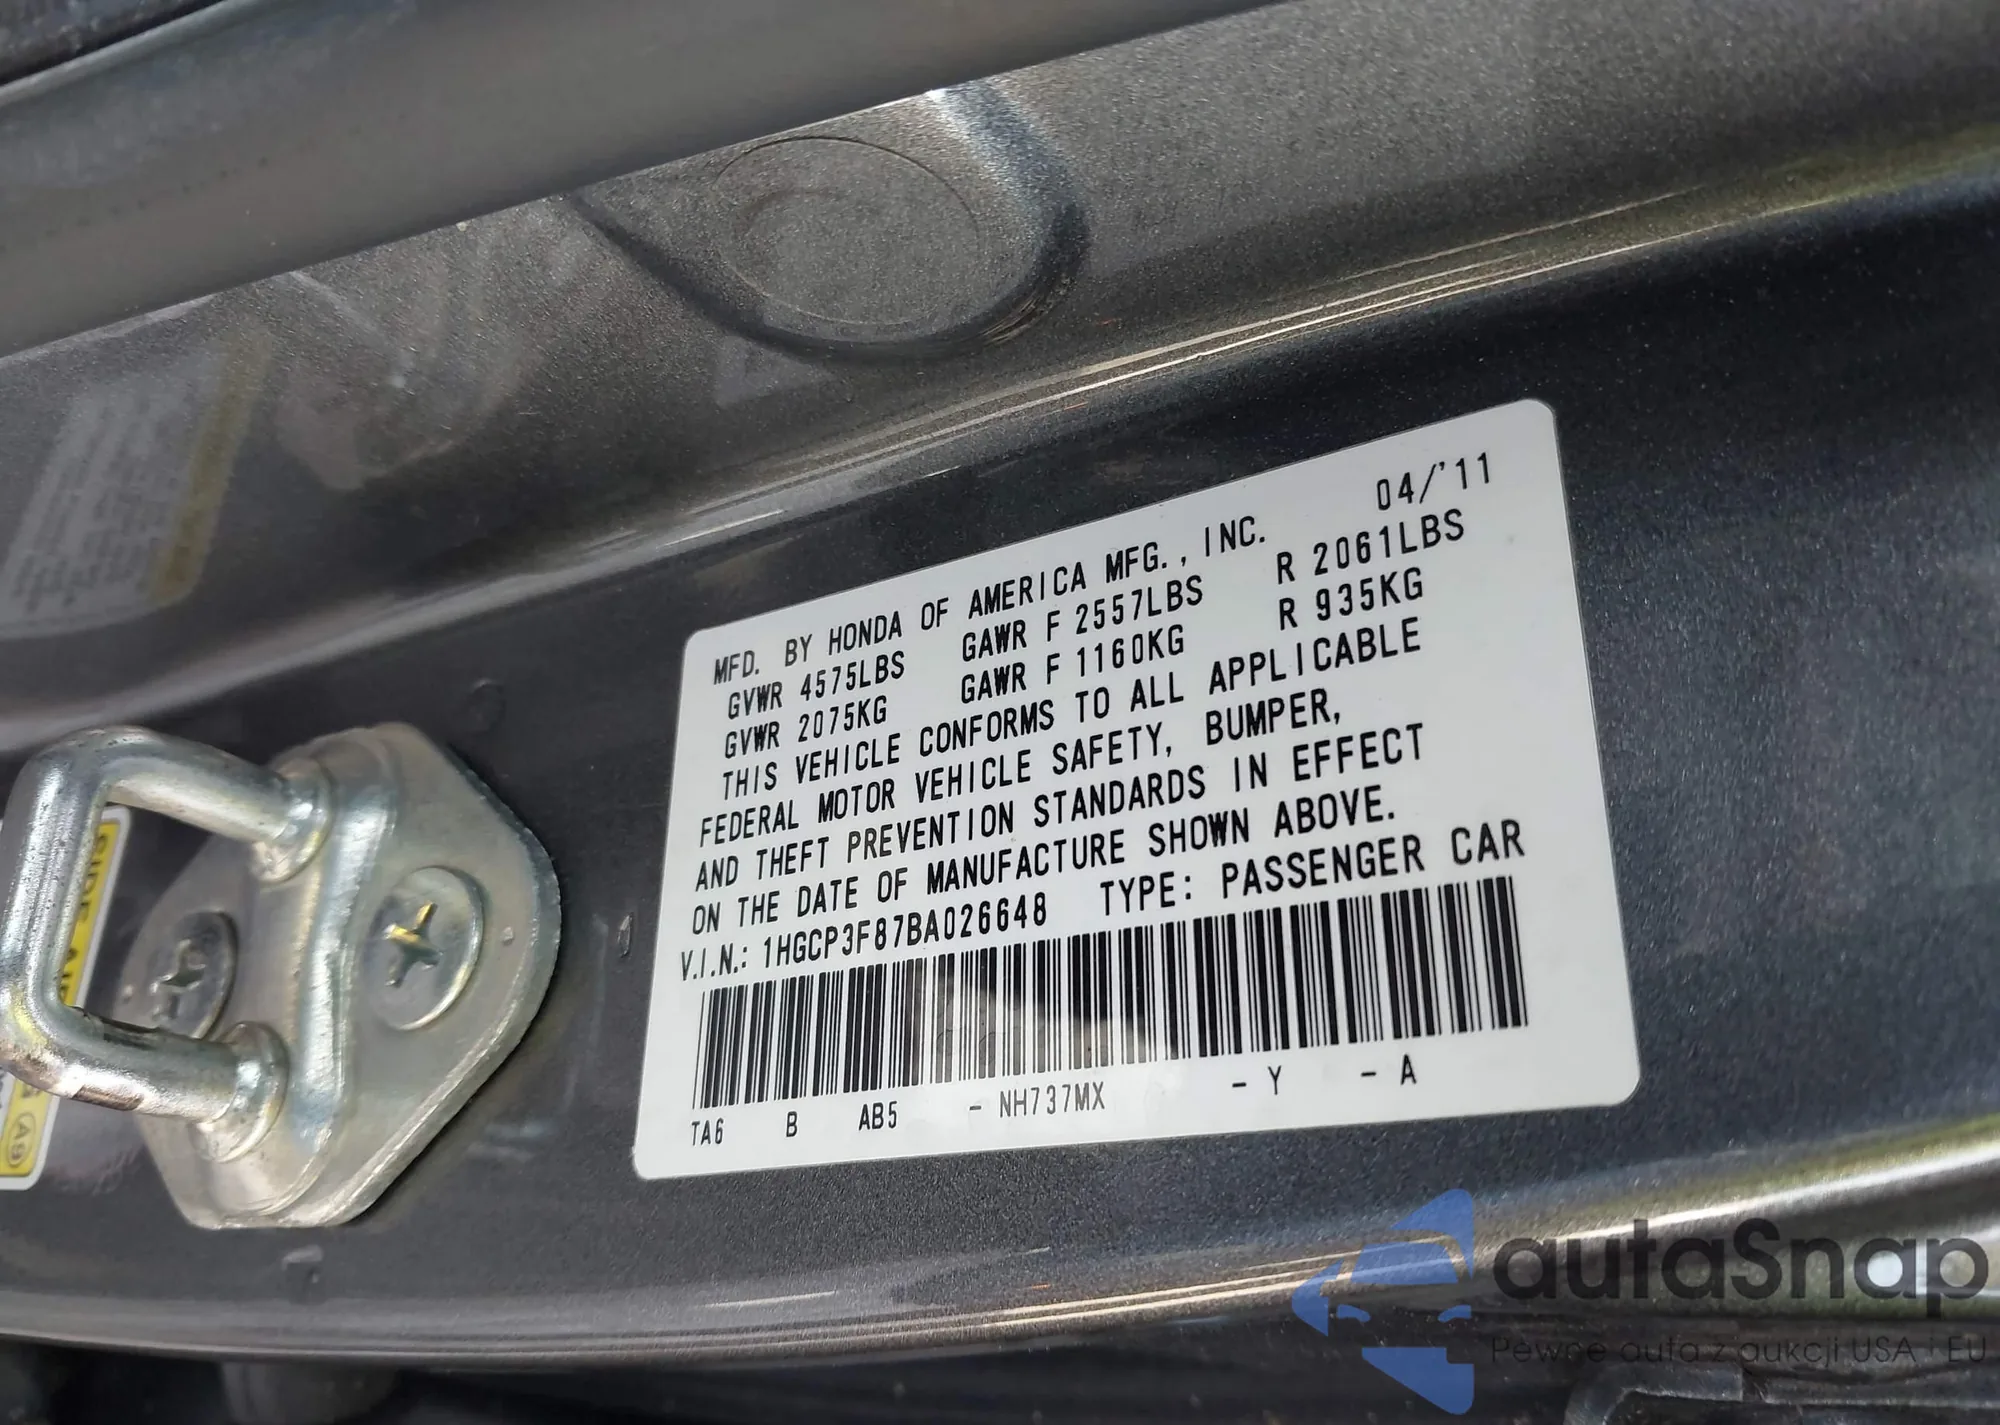 04/'11
MFD. BY HONDA OF AMERICA MFG., INC.
GVWR 4575LBS GAWR F 2557LBS R 2061LBS
GVWR 2075KG GAWR F 1160KG R 935KG
THIS VEHICLE CONFORMS TO ALL APPLICABLE
FEDERAL MOTOR VEHICLE SAFETY, BUMPER,
AND THEFT PREVENTION STANDARDS IN EFFECT
ON THE DATE OF MANUFACTURE SHOWN ABOVE.
V.I.N.: 1HGCP3F87BA026648 TYPE: PASSENGER CAR
TA6 B AB5 - NH737MX - Y - A
SIDE
autaSnap
Pewne auta z aukcji USA i EU